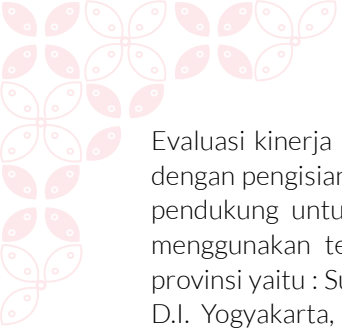 Evaluasi kinerja
dengan pengisian
pendukung untu
menggunakan te
provinsi yaitu : Su
D.I. Yogyakarta,